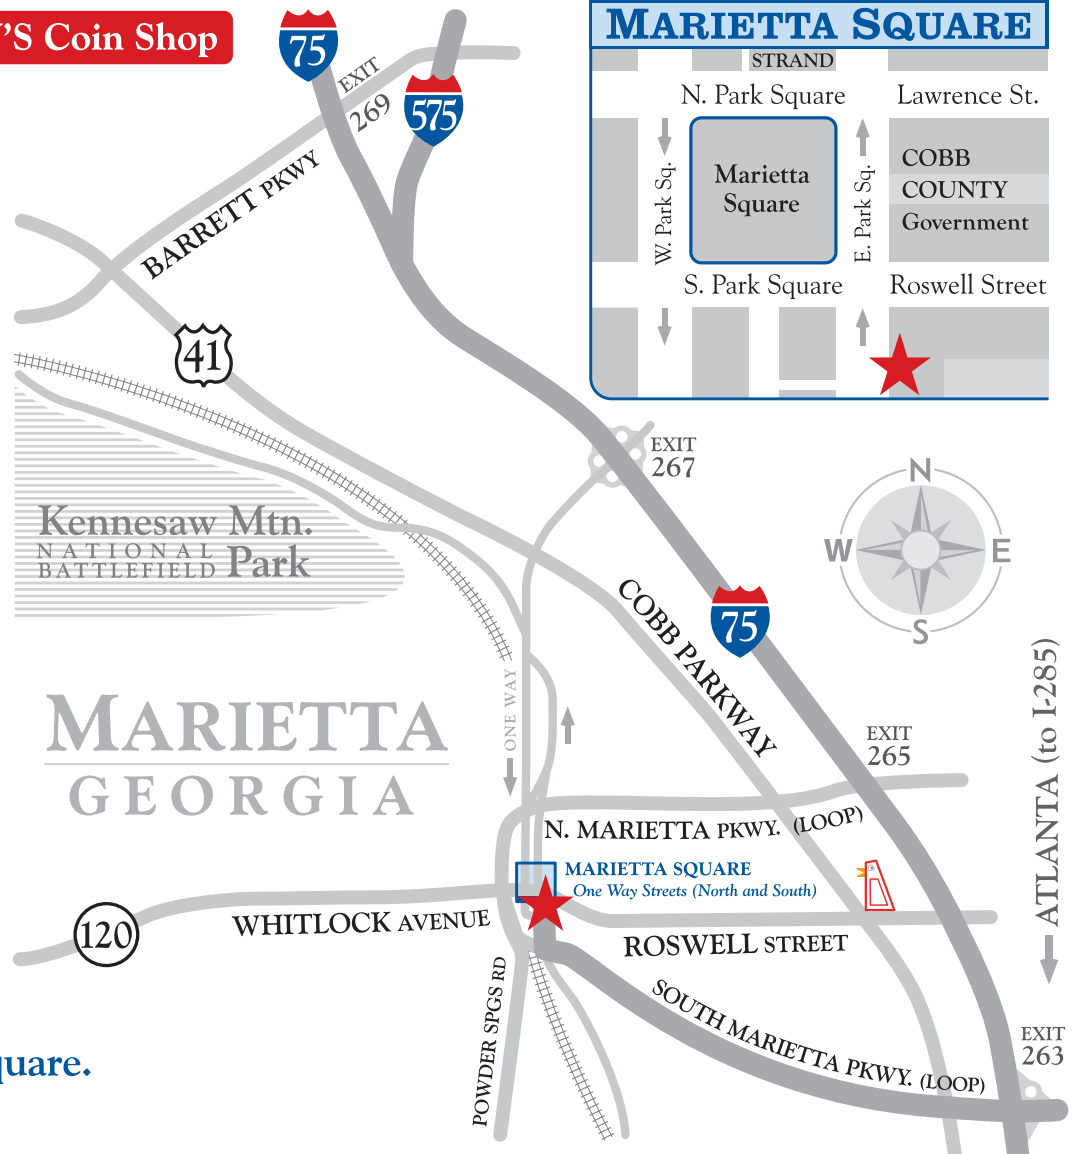 'S Coin Shop
MARIETTA SQUARE
STRAND
N. Park Square
Lawrence St.
W. Park Sq.
Marietta
Square
E. Park Sq.
COBB
COUNTY
Government
S. Park Square
Roswell Street
75
EXIT
269
575
BARRETT PKWY
41
EXIT
267
Kennesaw Mtn.
NATIONAL
BATTLEFIELD
Park
N
W
E
S
COBB PARKWAY
75
MARIETTA
GEORGIA
ONE WAY
EXIT
265
ATLANTA (to I-285)
N. MARIETTA PKWY. (LOOP)
MARIETTA SQUARE
One Way Streets (North and South)
120
WHITLOCK AVENUE
ROSWELL STREET
POWDER SPGS RD
SOUTH MARIETTA PKWY. (LOOP)
EXIT
263
quare.